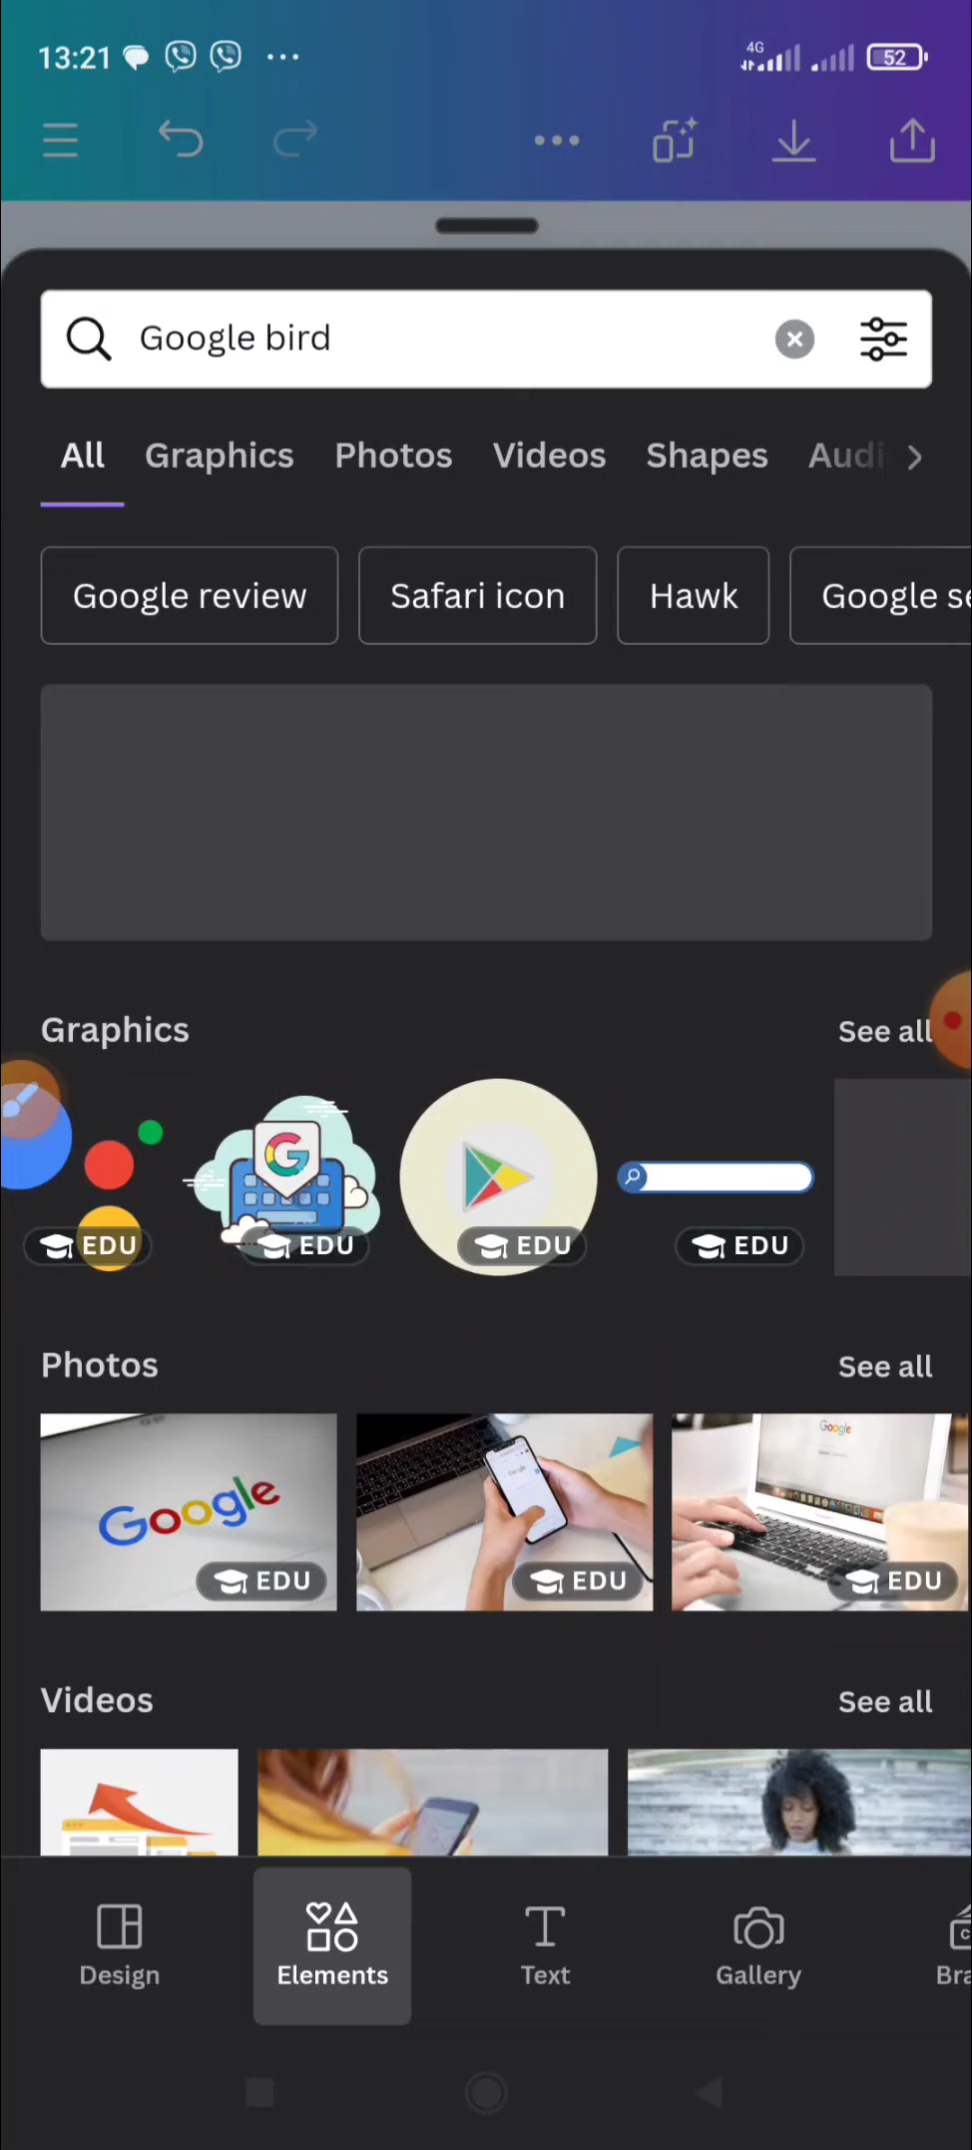 13:21
4G
52
Google bird
All Graphics Photos Videos Shapes Audi
Google review Safari icon Hawk Google se
Graphics See all
G
EDU EDU EDU EDU
Photos See all
Google
Google
Google
EDU EDU EDU
Videos See all
Design Elements Text Gallery Bra